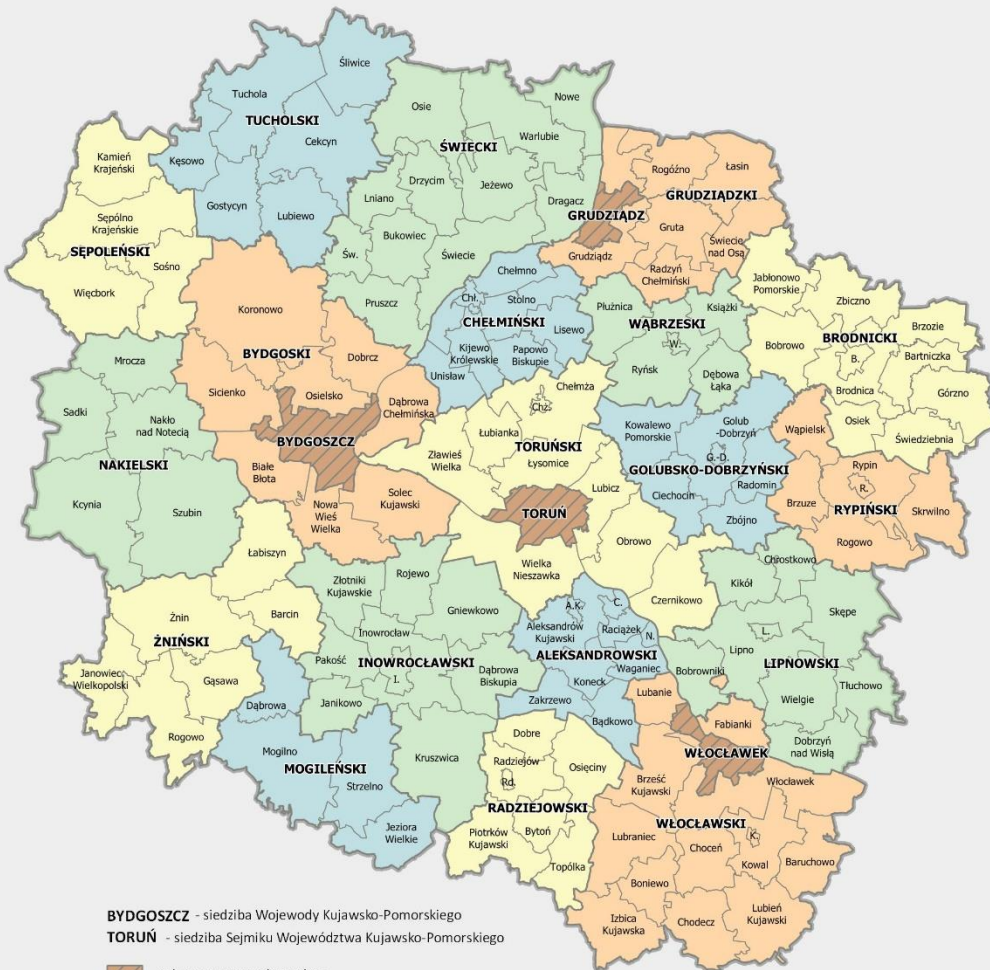 Śliwice
Tuchola
TUCHOLSKI
Cekcyn
Kęsowo
Gostycyn
Lubiewo
Osie
Nowe
Warlubie
ŚWIECKI
Drzycim
Jeżewo
Lniano
Dragacz
Bukowiec
Św.
Świecie
Pruszcz
Kamień
Krajeński
Sępólno
Krajeńskie
SĘPOLEŃSKI
Sośno
Więcbork
Rogóźno
Łasin
GRUDZIĄDZKI
GRUDZIĄDZ
Gruta
Grudziądz
Świecie
nad Osą
Radzyń
Chełmiński
Chełmno
Chł.
Stolno
CHEŁMIŃSKI
Lisewo
Kijewo
Królewskie
Papowo
Biskupie
Unisław
Płużnica
Książki
WĄBRZESKI
W.
Ryńsk
Dębowa
Łąka
Jabłonowo
Pomorskie
Zbiczno
Brzozie
BRODNICKI
Bobrowo
B.
Bartniczka
Brodnica
Górzno
Osiek
Świedziebnia
Koronowo
BYDGOSKI
Dobrcz
Sicienko
Osielsko
Dąbrowa
Chełmińska
BYDGOSZCZ
Białe
Błota
Nowa
Wieś
Wielka
Solec
Kujawski
Mrocza
Sadki
Nakło
nad Notecią
NAKIELSKI
Kcynia
Szubin
Chełmża
Chż.
Łubianka
TORUŃSKI
Zławieś
Wielka
Łysomice
Lubicz
TORUŃ
Obrowo
Wielka
Nieszawka
Czernikowo
Kowalewo
Pomorskie
Golub
-Dobrzyń
G.-D.
GOLUBSKO-DOBRZYŃSKI
Ciechocin
Radomin
Zbójno
Wąpielsk
Rypin
R.
Brzuze
RYPIŃSKI
Skrwilno
Rogowo
Łabiszyn
Żnin
Barcin
ŻNIŃSKI
Janowiec
Wielkopolski
Gąsawa
Rogowo
Złotniki
Kujawskie
Rojewo
Gniewkowo
Inowrocław
Pakość
INOWROCŁAWSKI
I.
Dąbrowa
Biskupia
Janikowo
Kruszwica
A.K.
C.
Aleksandrów
Kujawski
Raciążek
N.
ALEKSANDROWSKI
Waganiec
Koneck
Zakrzewo
Bądkowo
Chrostkowo
Kikół
Skępe
L.
Lipno
Bobrowniki
LIPNOWSKI
Tłuchowo
Wielgie
Dobrzyń
nad Wisłą
Dąbrowa
Mogilno
MOGILEŃSKI
Strzelno
Jeziora
Wielkie
Dobre
Radziejów
Osięciny
Rd.
RADZIEJOWSKI
Piotrków
Kujawski
Bytoń
Topólka
Lubanie
Fabianki
WŁOCŁAWEK
Brześć
Kujawski
Włocławek
WŁOCŁAWSKI
Lubraniec
K.
Choceń
Kowal
Baruchowo
Boniewo
Izbica
Kujawska
Chodecz
Lubień
Kujawski
BYDGOSZCZ - siedziba Wojewody Kujawsko-Pomorskiego
TORUŃ - siedziba Sejmiku Województwa Kujawsko-Pomorskiego